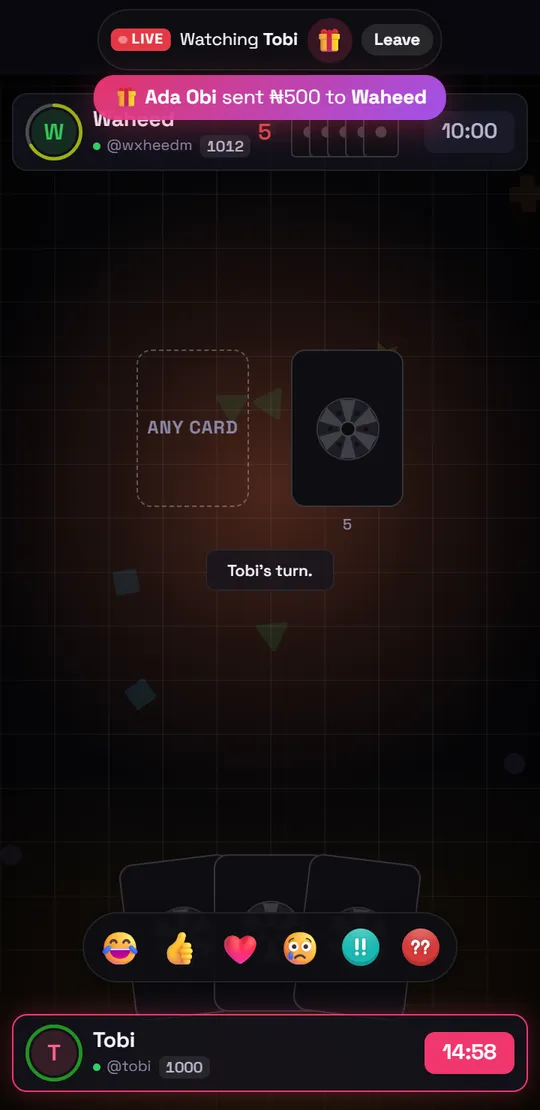 LIVE Watching Tobi Leave
Ada Obi sent ₦500 to Waheed
W Waheed
@wxheedm 1012 5 10:00
ANY CARD
5
Tobi's turn.
!! ??
T Tobi
@tobi 1000 14:58